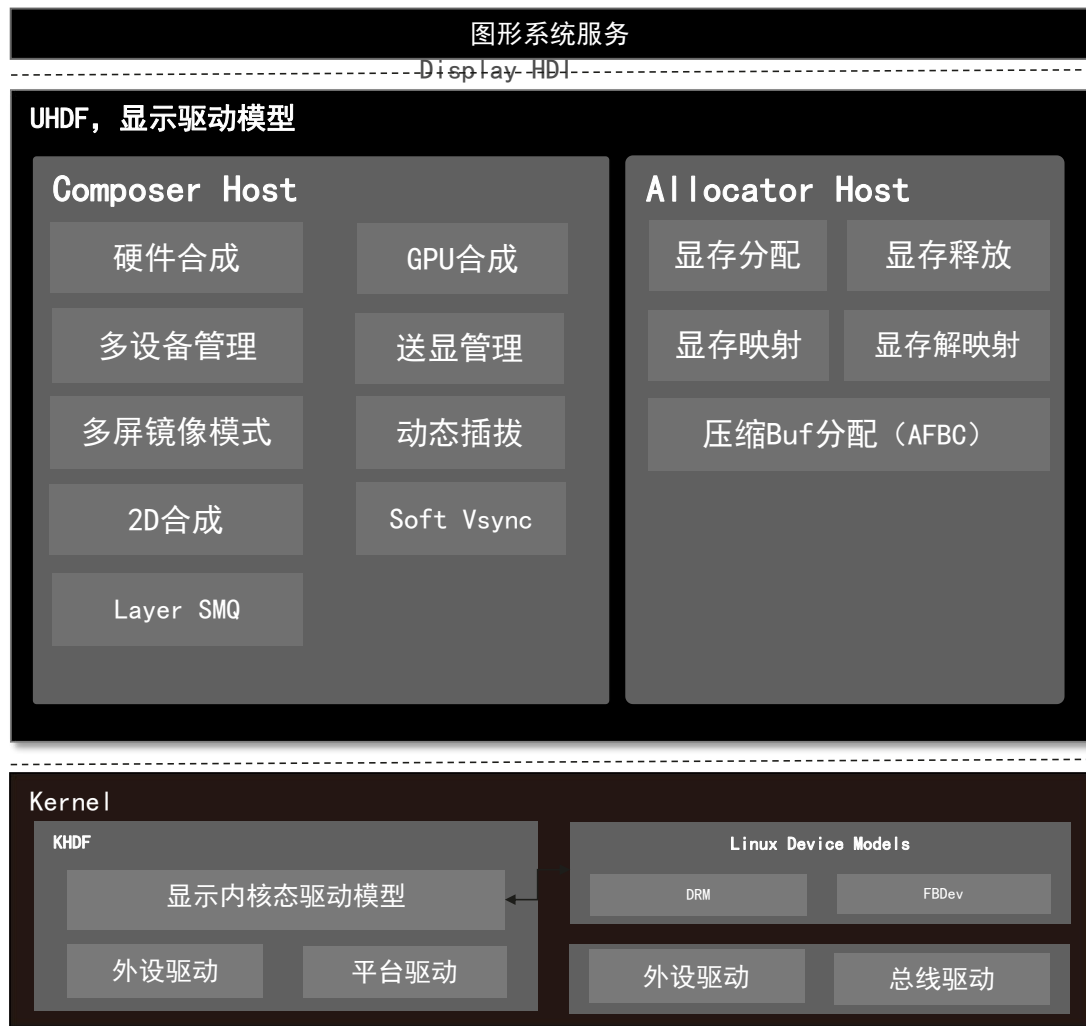 图形系统服务
Display HDI
UHDF，显示驱动模型
Composer Host
硬件合成
GPU合成
多设备管理
送显管理
多屏镜像模式
动态插拔
2D合成
Soft Vsync
Layer SMQ
Allocator Host
显存分配
显存释放
显存映射
显存解映射
压缩Buf分配（AFBC）
Kernel
KHDF
显示内核态驱动模型
外设驱动
平台驱动
Linux Device Models
DRM
FBDev
外设驱动
总线驱动